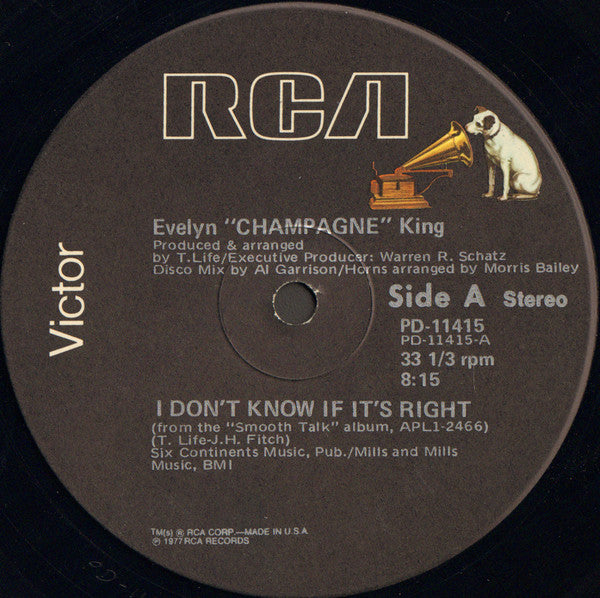 RCA
Victor
Evelyn "CHAMPAGNE" King
Produced & arranged
by T.Life/Executive Producer: Warren R. Schatz
Disco Mix by Al Garrison/Horns arranged by Morris Bailey
Side A Stereo
PD-11415
PD-11415-A
33 1/3 rpm
8:15
I DON'T KNOW IF IT'S RIGHT
(from the "Smooth Talk" album, APL1-2466)
(T. Life-J.H. Fitch)
Six Continents Music, Pub./Mills and Mills
Music, BMI
TM(s) ® RCA CORP.—MADE IN U.S.A.
℗ 1977 RCA RECORDS